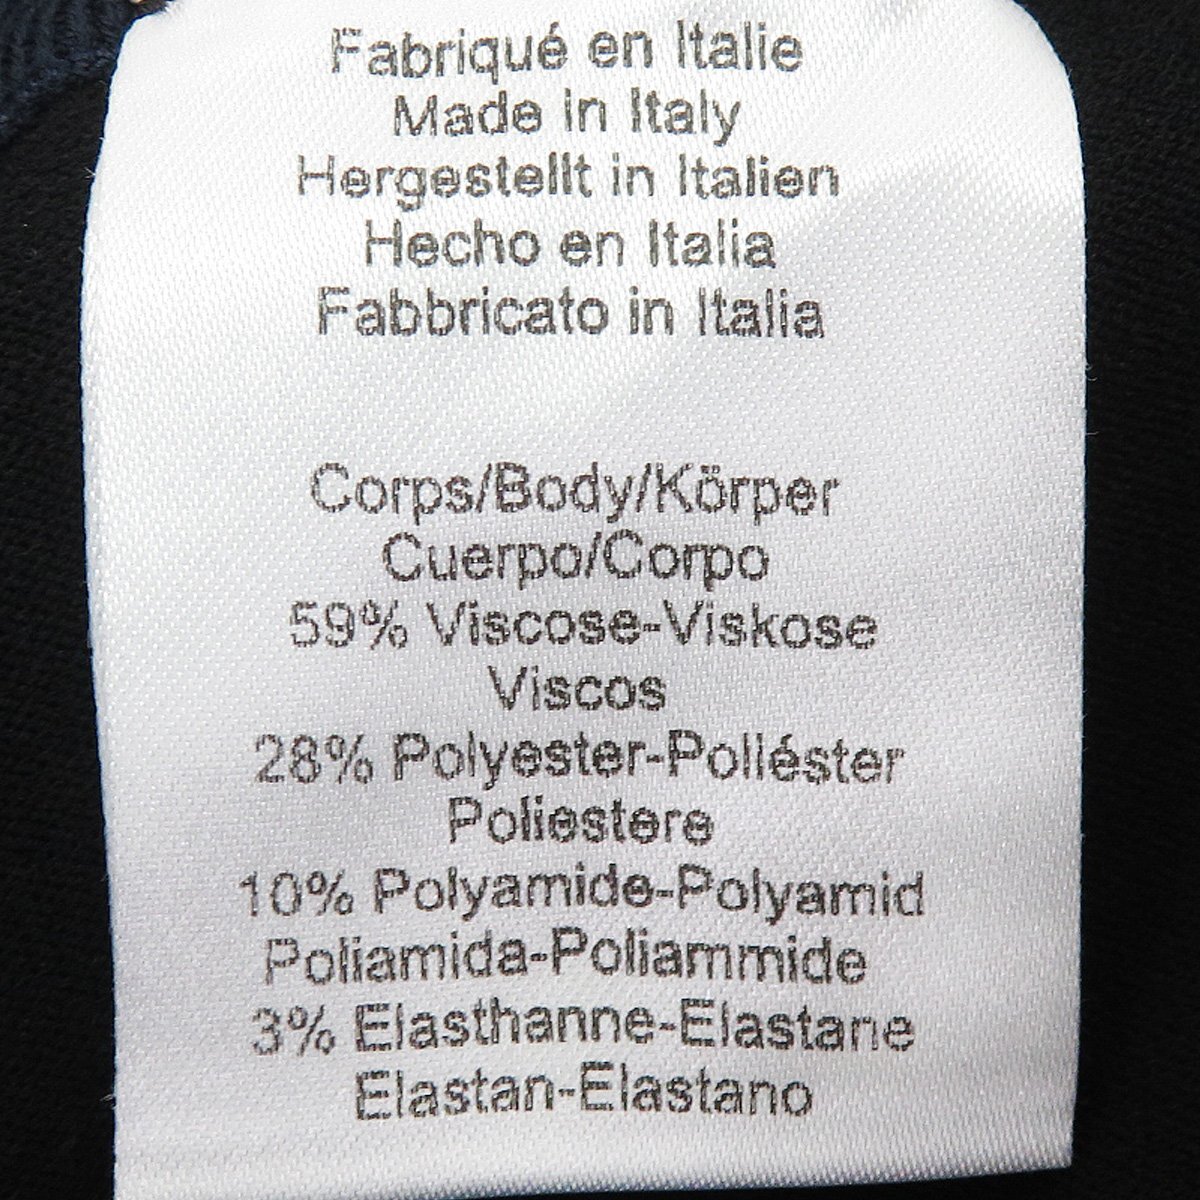 Fabriqué en Italie
Made in Italy
Hergestellt in Italien
Hecho en Italia
Fabbricato in Italia
Corps/Body/Körper
Cuerpo/Corpo
59% Viscose-Viskose
Viscos
28% Polyester-Poliéster
Poliestere
10% Polyamide-Polyamid
Poliamida-Poliammide
3% Elasthanne-Elastane
Elastan-Elastano